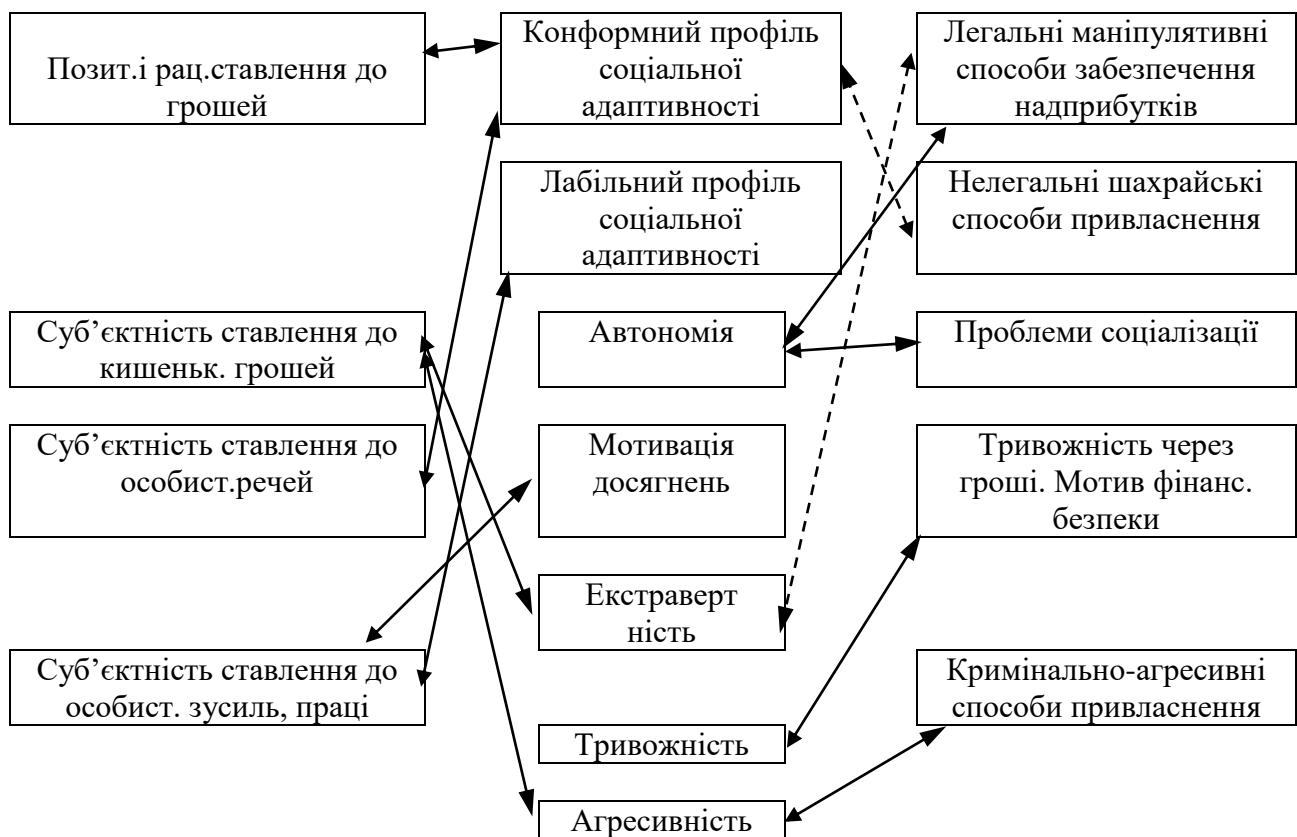 Позит.і рац.ставлення до
грошей
Конформний профіль
соціальної
адаптивності
Легальні маніпулятивні
способи забезпечення
надприбутків
Лабільний профіль
соціальної
адаптивності
Нелегальні шахрайські
способи привласнення
Суб’єктність ставлення до
кишеньк. грошей
Автономія
Проблеми соціалізації
Суб’єктність ставлення до
особист.речей
Мотивація
досягнень
Тривожність через
гроші. Мотив фінанс.
безпеки
Екстраверт
ність
Суб’єктність ставлення до
особист. зусиль, праці
Кримінально-агресивні
способи привласнення
Тривожність
Агресивність